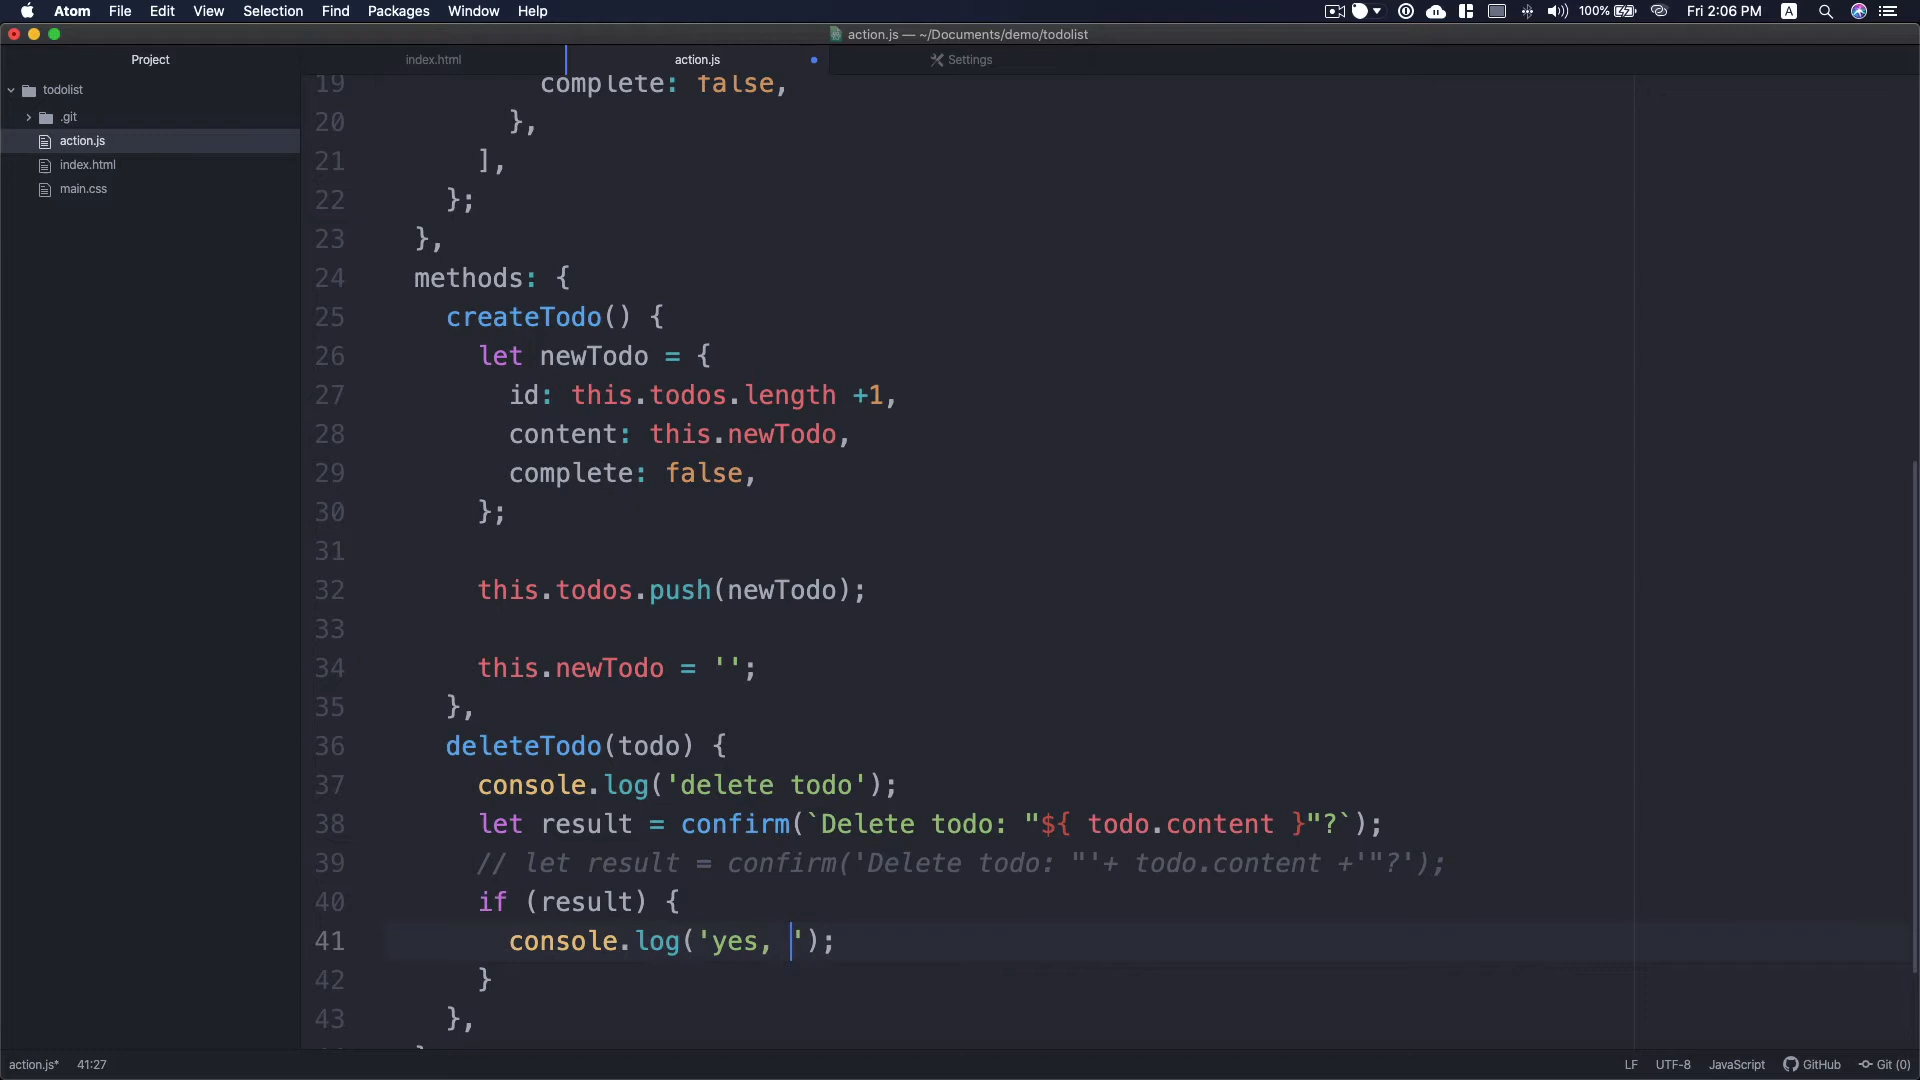 Atom File Edit View Selection Find Packages Window Help 100% Fri 2:06 PM A
action.js — ~/Documents/demo/todolist
Project index.html action.js Settings
todolist
.git
action.js
index.html
main.css
19 complete: false,
20 },
21 ],
22 };
23 },
24 methods: {
25 createTodo() {
26 let newTodo = {
27 id: this.todos.length +1,
28 content: this.newTodo,
29 complete: false,
30 };
31
32 this.todos.push(newTodo);
33
34 this.newTodo = '';
35 },
36 deleteTodo(todo) {
37 console.log('delete todo');
38 let result = confirm(`Delete todo: "${ todo.content }"?`);
39 // let result = confirm('Delete todo: "'+ todo.content +'"?');
40 if (result) {
41 console.log('yes, ');
42 }
43 },
action.js* 41:27 LF UTF-8 JavaScript GitHub Git (0)